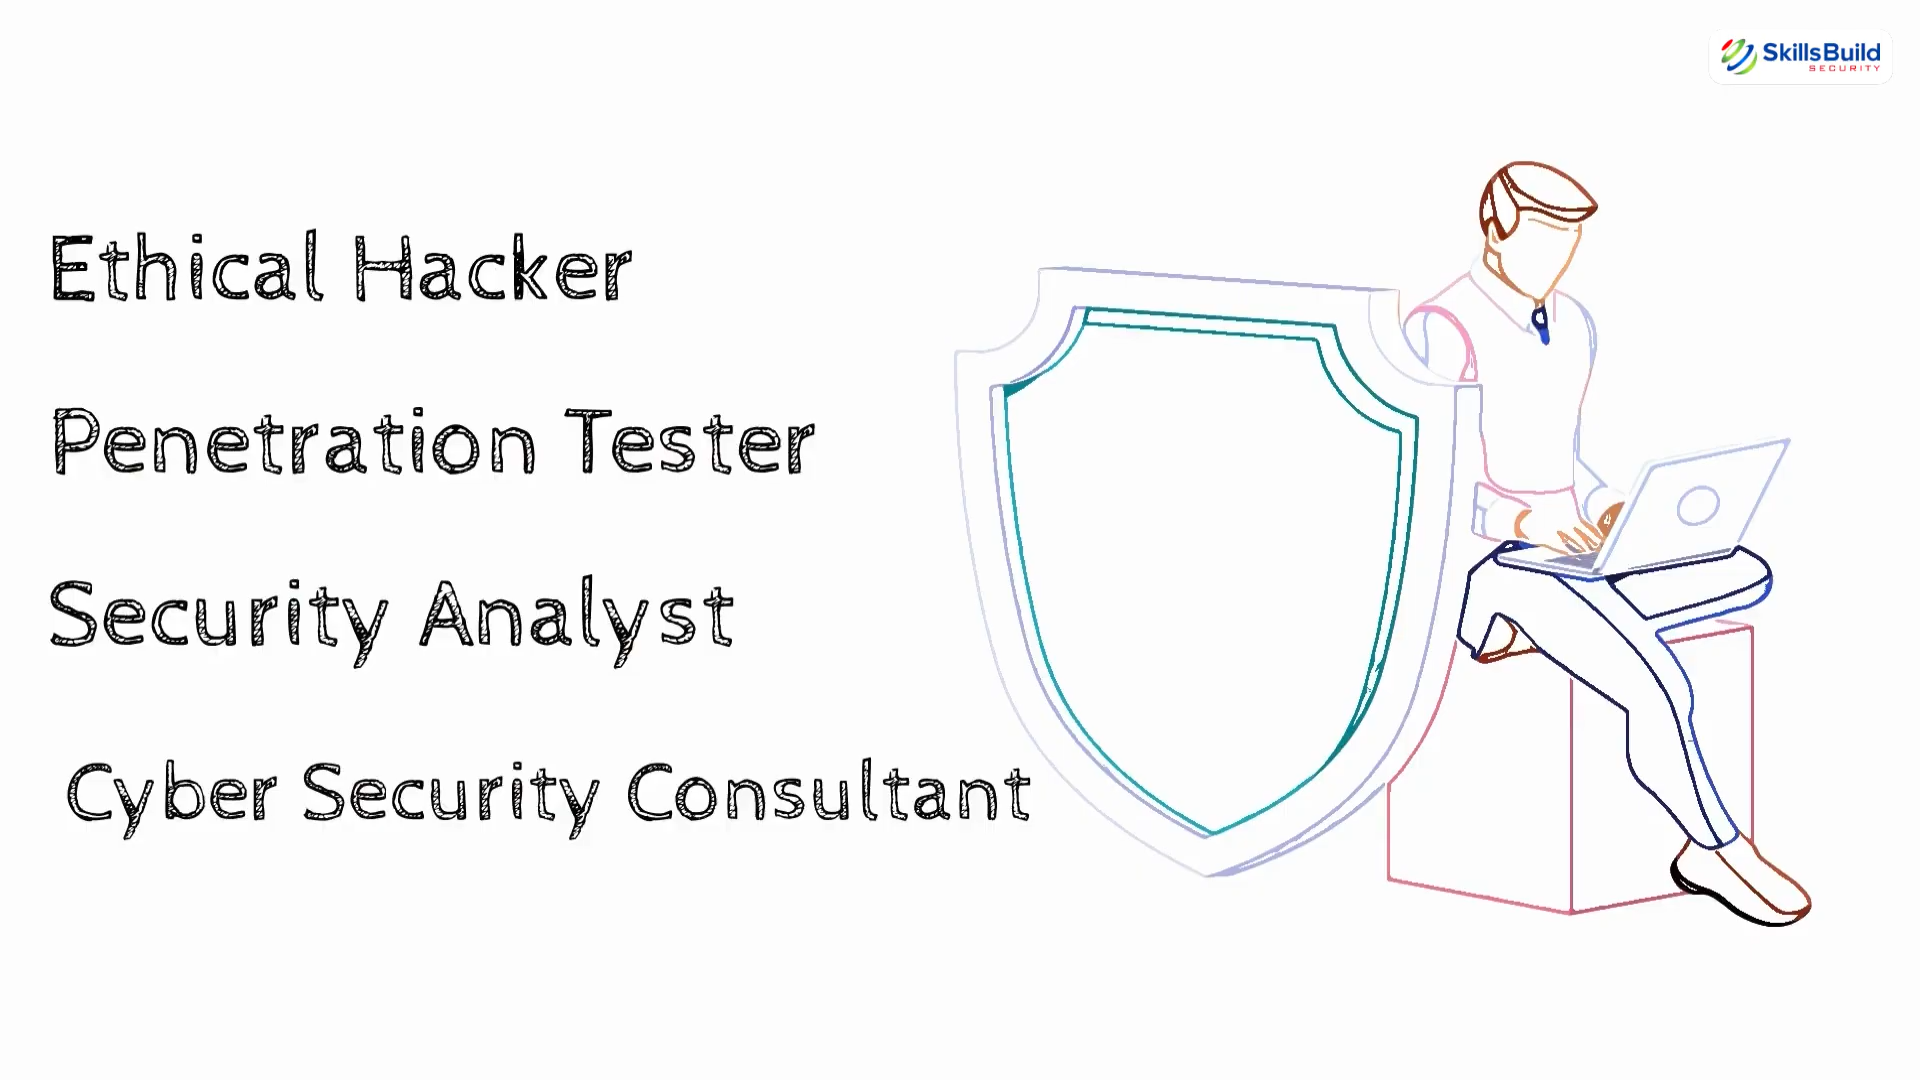 SkillsBuild
SECURITY
Ethical Hacker
Penetration Tester
Security Analyst
Cyber Security Consultant